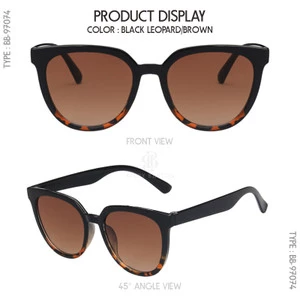 PRODUCT DISPLAY
COLOR : BLACK LEOPARD/BROWN
TYPE : BB-97074
FRONT VIEW
45° ANGLE VIEW
TYPE : BB-97074